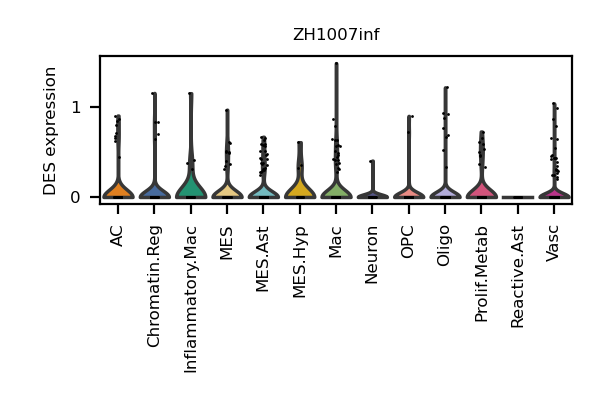 ZH1007inf
DES expression
1
0
AC
Chromatin.Reg
Inflammatory.Mac
MES
MES.Ast
MES.Hyp
Mac
Neuron
OPC
Oligo
Prolif.Metab
Reactive.Ast
Vasc